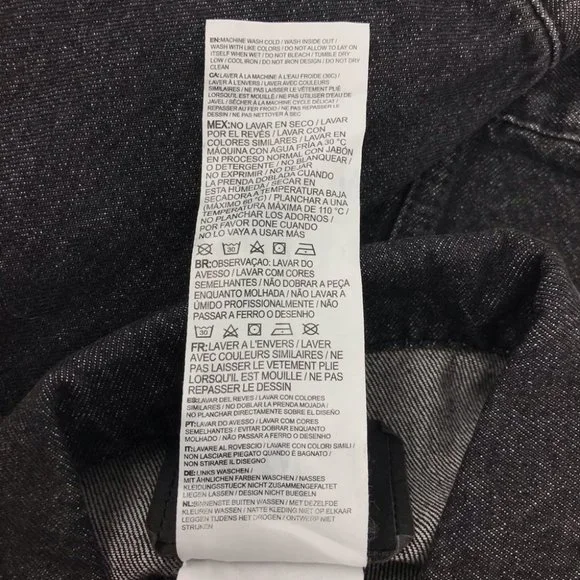 EN:MACHINE WASH COLD / WASH INSIDE OUT /
WASH WITH LIKE COLORS / DO NOT ALLOW TO LAY ON
ITSELF WHEN WET / DO NOT BLEACH / TUMBLE DRY
LOW / COOL IRON / DO NOT IRON DESIGN / DO NOT DRY
CLEAN
CA:LAVER À LA MACHINE À L'EAU FROIDE (30C) /
LAVER À L'ENVERS / LAVER AVEC COULEURS
SIMILAIRES / NE PAS LAISSER LE VÊTEMENT PLIÉ
LORSQU'IL EST MOUILLÉ / NE PAS UTILISER D'EAU DE
JAVEL / SÉCHER À LA MACHINE CYCLE DÉLICAT /
REPASSER AU FER FROID / NE PAS REPASSER LE
DESSIN / NE PAS NETTOYER À SEC
MEX:NO LAVAR EN SECO / LAVAR
POR EL REVÉS / LAVAR CON
COLORES SIMILARES / LAVAR EN
MÁQUINA CON AGUA FRÍA A 30 °C
EN PROCESO NORMAL CON JABÓN
O DETERGENTE / NO BLANQUEAR /
NO EXPRIMIR / NO DEJAR
LA PRENDA DOBLADA CUANDO
ESTA HÚMEDA / SECAR EN
SECADORA A TEMPERATURA BAJA
(MÁXIMO 60 °C) / PLANCHAR A UNA
TEMPERATURA MÁXIMA DE 110 °C /
NO PLANCHAR LOS ADORNOS /
POR FAVOR DONE CUANDO
NO LO VAYA A USAR MÁS
30
BR:OBSERVAÇAO: LAVAR DO
AVESSO / LAVAR COM CORES
SEMELHANTES / NÃO DOBRAR A PEÇA
ENQUANTO MOLHADA / NÃO LAVAR A
ÚMIDO PROFISSIONALMENTE / NÃO
PASSAR A FERRO O DESENHO
30
FR:LAVER A L'ENVERS / LAVER
AVEC COULEURS SIMILAIRES / NE
PAS LAISSER LE VÊTEMENT PLIE
LORSQU'IL EST MOUILLE / NE PAS
REPASSER LE DESSIN
ES:LAVAR DEL REVES / LAVAR CON COLORES
SIMILARES / NO DOBLAR LA PRENDA MOJADA /
NO PLANCHAR DIRECTAMENTE SOBRE EL DISEÑO
PT:LAVAR DO AVESSO / LAVAR COM CORES
SEMELHANTES / EVITAR DOBRAR ENQUANTO
MOLHADO / NÃO PASSAR A FERRO O DESENHO
IT:LAVARE AL ROVESCIO / LAVARE CON COLORI SIMILI /
NON LASCIARE PIEGATO QUANDO È BAGNATO /
NON STIRARE IL DISEGNO
DE:LINKS WASCHEN /
MIT ÄHNLICHEN FARBEN WASCHEN / NASSES
KLEIDUNGSSTUECK NICHT ZUSAMMENGEFALTET
LIEGEN LASSEN / DESIGN NICHT BUEGELN
NL:BINNENSTE BUITEN WASSEN / MET DEZELFDE
KLEUREN WASSEN / NATTE KLEDING NIET OP ELKAAR
LEGGEN TIJDENS HET DROGEN / ONTWERP NIET
STRIJKEN